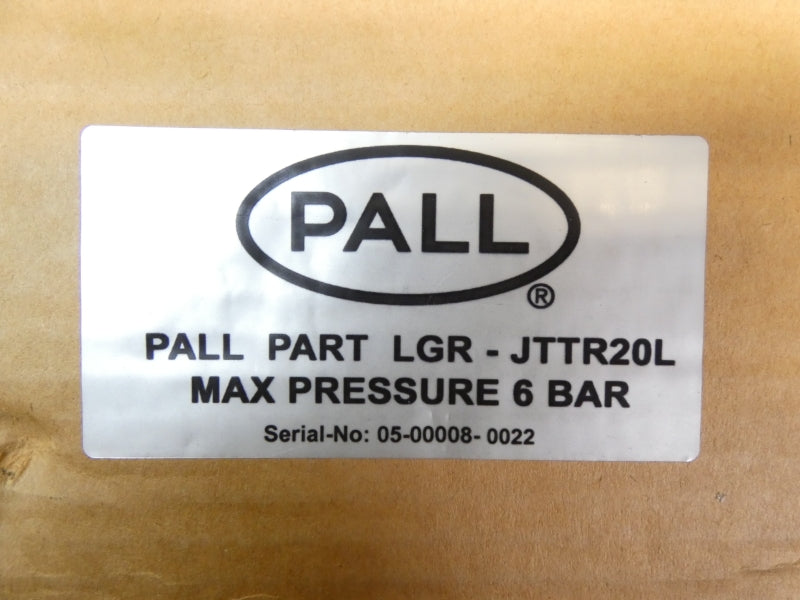 PALL
®
PALL PART LGR - JTTR20L
MAX PRESSURE 6 BAR
Serial-No: 05-00008- 0022